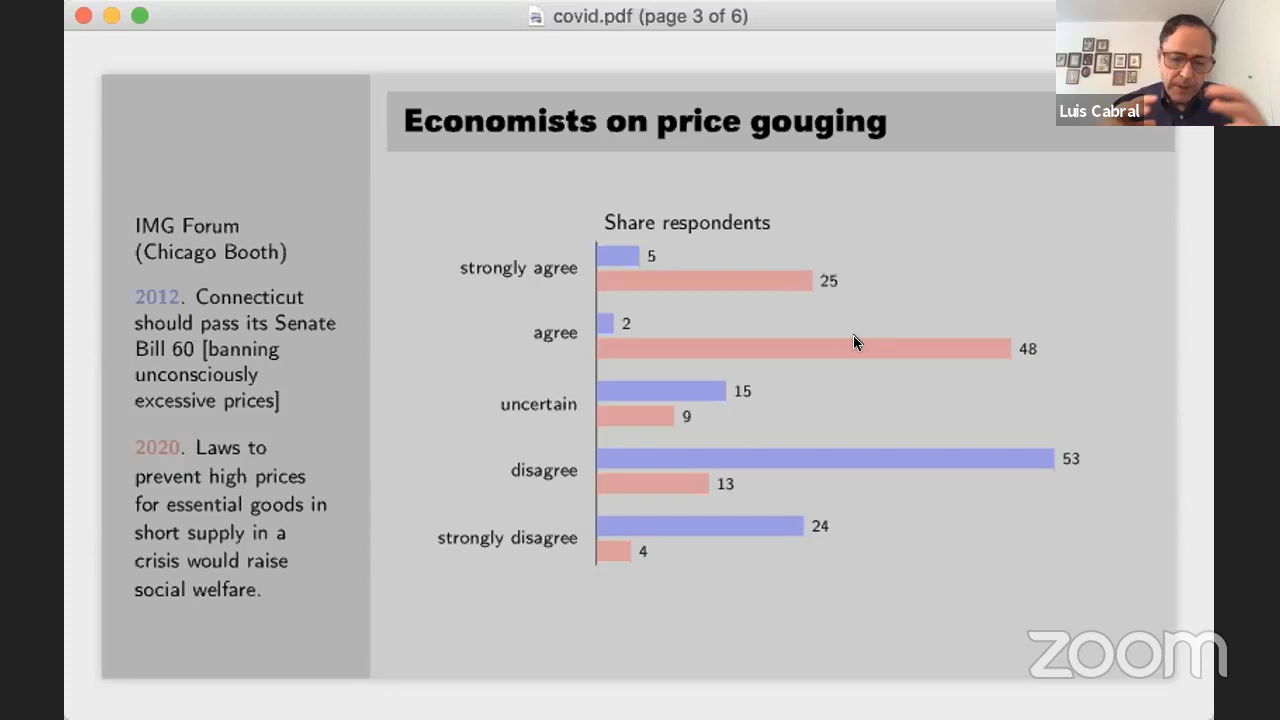 covid.pdf (page 3 of 6)
Luis Cabral
Economists on price gouging
IMG Forum
(Chicago Booth)
2012. Connecticut
should pass its Senate
Bill 60 [banning
unconsciously
excessive prices]
2020. Laws to
prevent high prices
for essential goods in
short supply in a
crisis would raise
social welfare.
Share respondents
strongly agree
5
25
agree
2
48
uncertain
15
9
disagree
53
13
strongly disagree
24
4
zoom